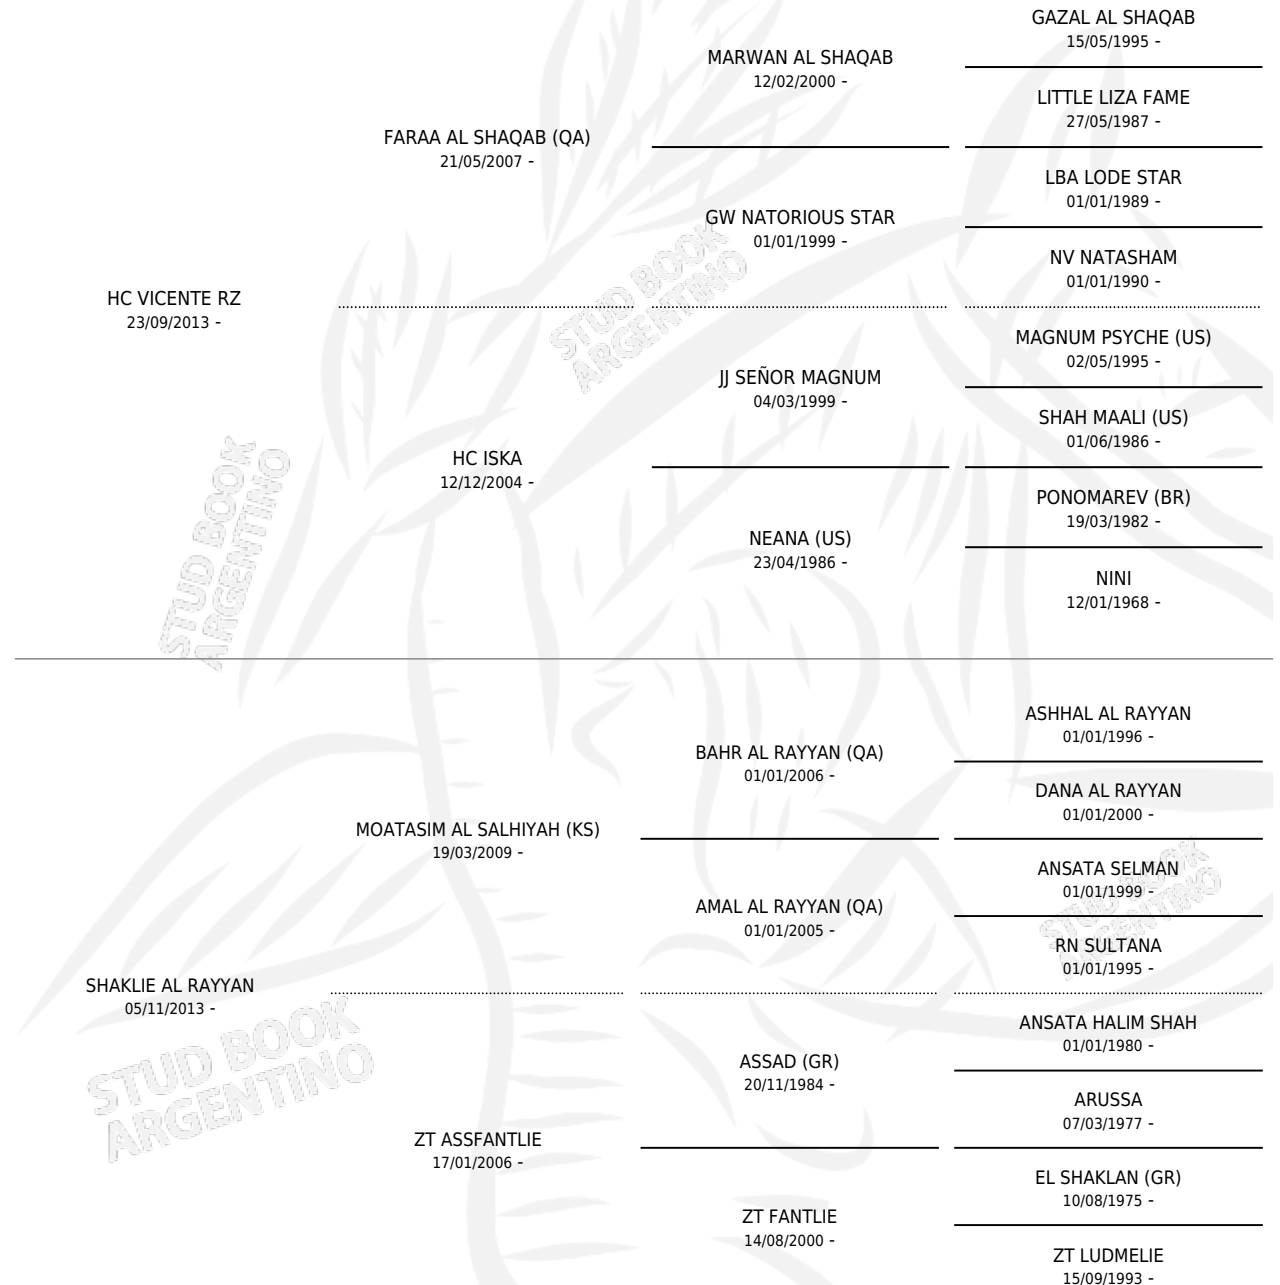 GAZAL AL SHAQAB
15/05/1995 -
MARWAN AL SHAQAB
12/02/2000 -
LITTLE LIZA FAME
27/05/1987 -
FARAA AL SHAQAB (QA)
21/05/2007 -
LBA LODE STAR
01/01/1989 -
GW NATORIOUS STAR
01/01/1999 -
NV NATASHAM
01/01/1990 -
HC VICENTE RZ
23/09/2013 -
MAGNUM PSYCHE (US)
02/05/1995 -
JJ SEÑOR MAGNUM
04/03/1999 -
SHAH MAALI (US)
01/06/1986 -
HC ISKA
12/12/2004 -
PONOMAREV (BR)
19/03/1982 -
NEANA (US)
23/04/1986 -
NINI
12/01/1968 -
STUD BOOK
ARGENTINO
STUD BOOK
ARGENTINO
ASHHAL AL RAYYAN
01/01/1996 -
BAHR AL RAYYAN (QA)
01/01/2006 -
DANA AL RAYYAN
01/01/2000 -
MOATASIM AL SALHIYAH (KS)
19/03/2009 -
ANSATA SELMAN
01/01/1999 -
AMAL AL RAYYAN (QA)
01/01/2005 -
RN SULTANA
01/01/1995 -
SHAKLIE AL RAYYAN
05/11/2013 -
ANSATA HALIM SHAH
01/01/1980 -
ASSAD (GR)
20/11/1984 -
ARUSSA
07/03/1977 -
ZT ASSFANTLIE
17/01/2006 -
EL SHAKLAN (GR)
10/08/1975 -
ZT FANTLIE
14/08/2000 -
ZT LUDMELIE
15/09/1993 -
STUD BOOK
ARGENTINO
STUD BOOK
ARGENTINO